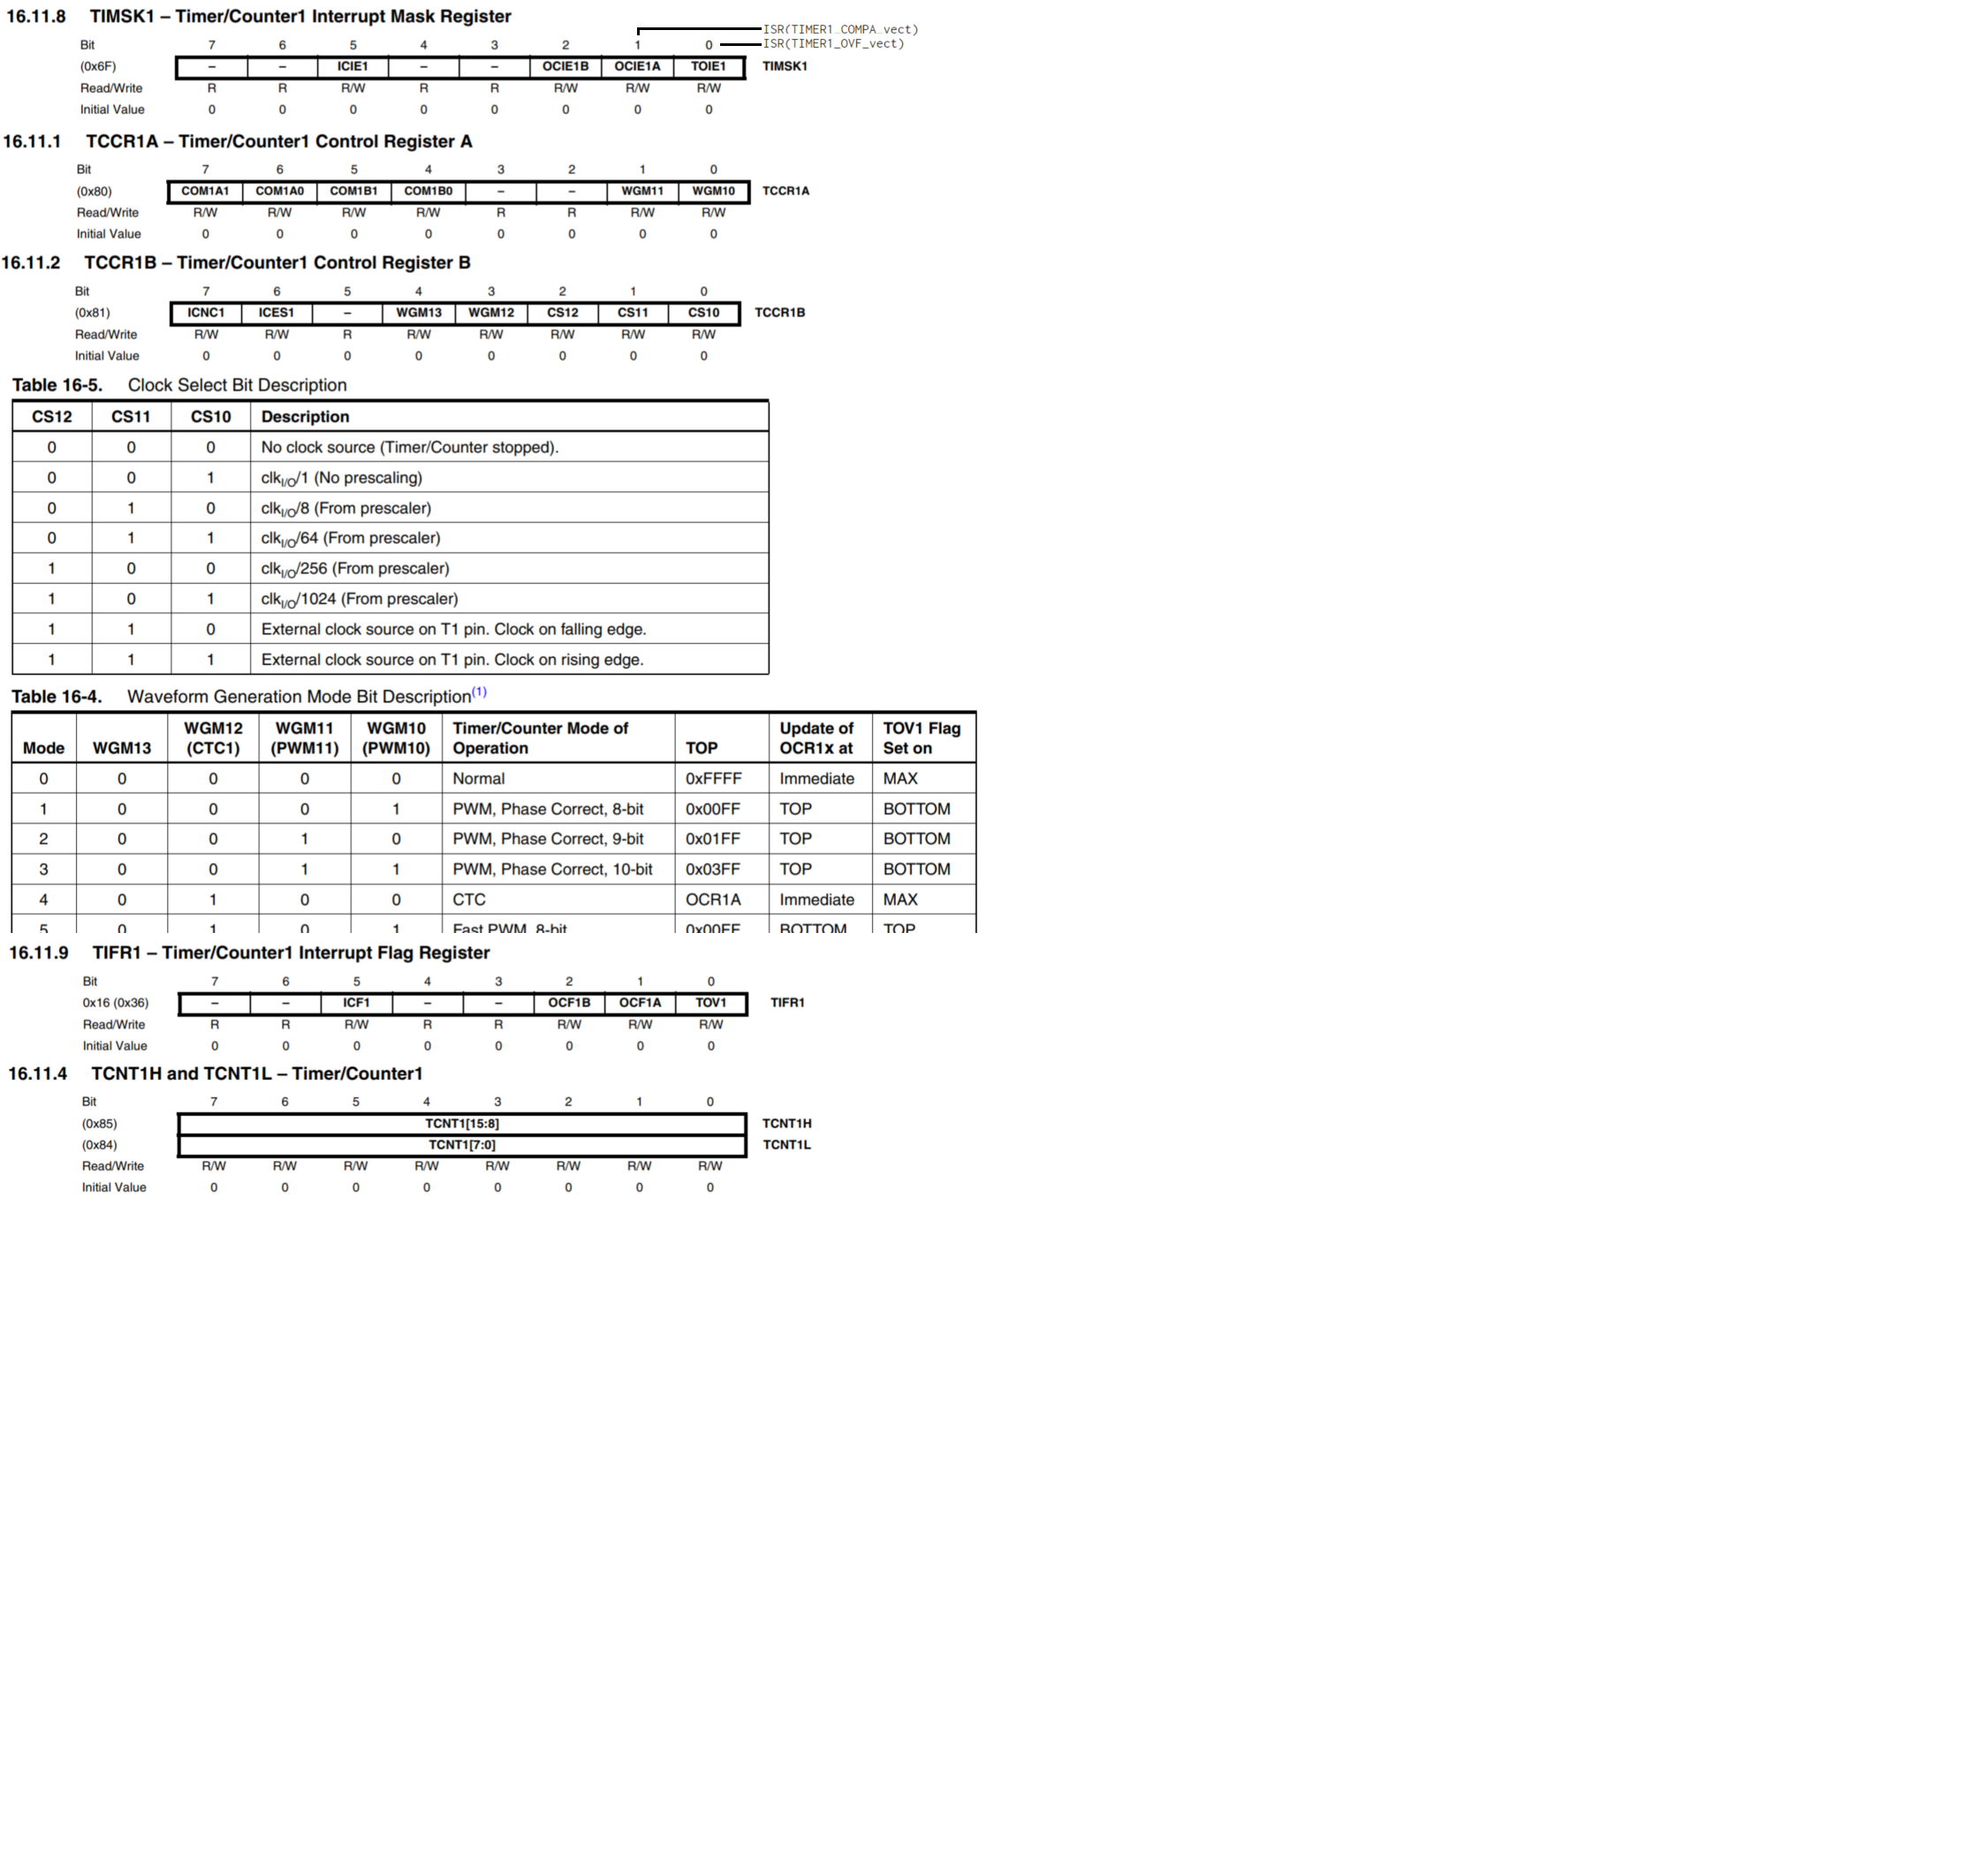 16.11.8 TIMSK1 – Timer/Counter1 Interrupt Mask Register
ISR(TIMER1_COMPA_vect)
Bit 7 6 5 4 3 2 1 0 ISR(TIMER1_OVF_vect)
(0x6F) – – ICIE1 – – OCIE1B OCIE1A TOIE1 TIMSK1
Read/Write R R R/W R R R/W R/W R/W
Initial Value 0 0 0 0 0 0 0 0
16.11.1 TCCR1A – Timer/Counter1 Control Register A
Bit 7 6 5 4 3 2 1 0
(0x80) COM1A1 COM1A0 COM1B1 COM1B0 – – WGM11 WGM10 TCCR1A
Read/Write R/W R/W R/W R/W R R R/W R/W
Initial Value 0 0 0 0 0 0 0 0
16.11.2 TCCR1B – Timer/Counter1 Control Register B
Bit 7 6 5 4 3 2 1 0
(0x81) ICNC1 ICES1 – WGM13 WGM12 CS12 CS11 CS10 TCCR1B
Read/Write R/W R/W R R/W R/W R/W R/W R/W
Initial Value 0 0 0 0 0 0 0 0
Table 16-5. Clock Select Bit Description
CS12 CS11 CS10 Description
0 0 0 No clock source (Timer/Counter stopped).
0 0 1 clkI/O/1 (No prescaling)
0 1 0 clkI/O/8 (From prescaler)
0 1 1 clkI/O/64 (From prescaler)
1 0 0 clkI/O/256 (From prescaler)
1 0 1 clkI/O/1024 (From prescaler)
1 1 0 External clock source on T1 pin. Clock on falling edge.
1 1 1 External clock source on T1 pin. Clock on rising edge.
Table 16-4. Waveform Generation Mode Bit Description(1)
WGM12 WGM11 WGM10 Timer/Counter Mode of Update of TOV1 Flag
Mode WGM13 (CTC1) (PWM11) (PWM10) Operation TOP OCR1x at Set on
0 0 0 0 0 Normal 0xFFFF Immediate MAX
1 0 0 0 1 PWM, Phase Correct, 8-bit 0x00FF TOP BOTTOM
2 0 0 1 0 PWM, Phase Correct, 9-bit 0x01FF TOP BOTTOM
3 0 0 1 1 PWM, Phase Correct, 10-bit 0x03FF TOP BOTTOM
4 0 1 0 0 CTC OCR1A Immediate MAX
5 0 1 0 1 Fast PWM, 8-bit 0x00FF BOTTOM TOP
16.11.9 TIFR1 – Timer/Counter1 Interrupt Flag Register
Bit 7 6 5 4 3 2 1 0
0x16 (0x36) – – ICF1 – – OCF1B OCF1A TOV1 TIFR1
Read/Write R R R/W R R R/W R/W R/W
Initial Value 0 0 0 0 0 0 0 0
16.11.4 TCNT1H and TCNT1L – Timer/Counter1
Bit 7 6 5 4 3 2 1 0
(0x85) TCNT1[15:8] TCNT1H
(0x84) TCNT1[7:0] TCNT1L
Read/Write R/W R/W R/W R/W R/W R/W R/W R/W
Initial Value 0 0 0 0 0 0 0 0